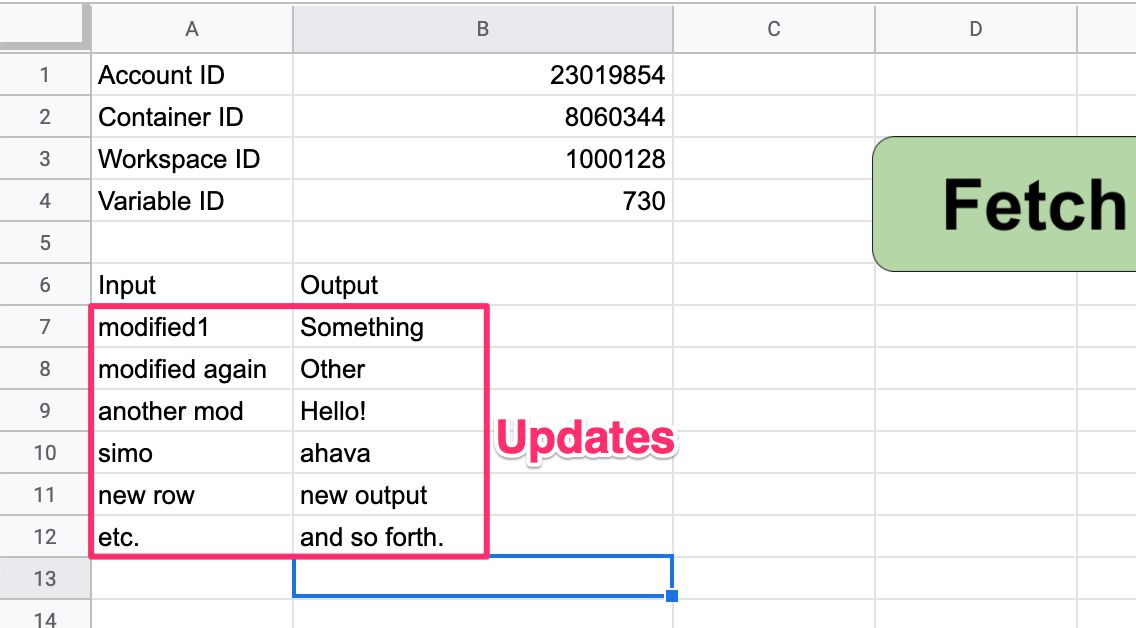 A B C D
1 Account ID 23019854
2 Container ID 8060344
3 Workspace ID 1000128
4 Variable ID 730
Fetch
5
6 Input Output
7 modified1 Something
8 modified again Other
9 another mod Hello!
Updates
10 simo ahava
11 new row new output
12 etc. and so forth.
13
14